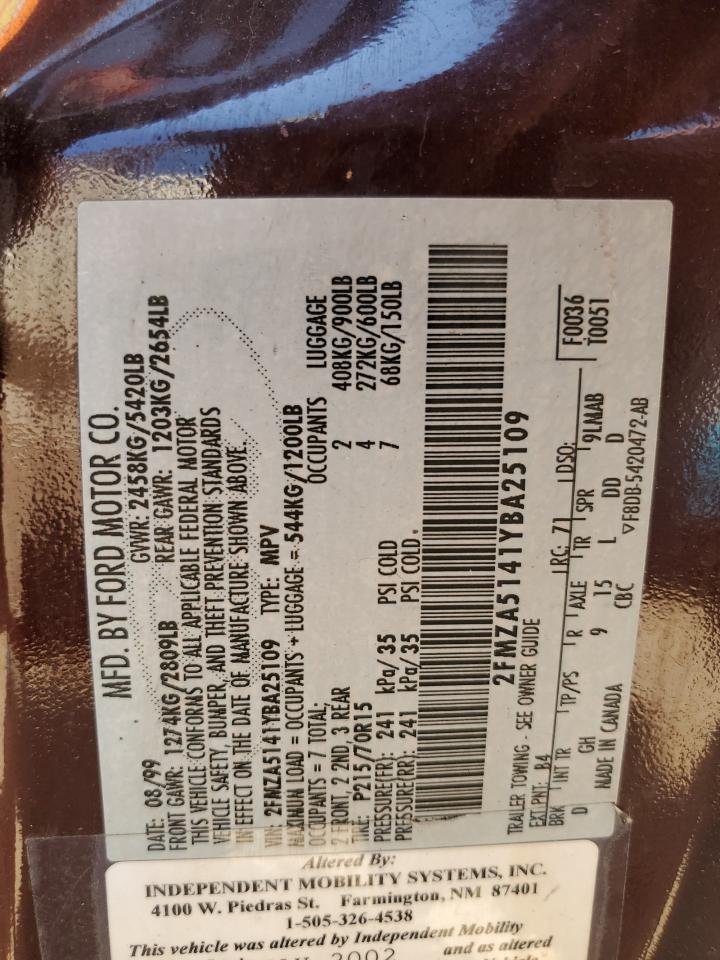 MFD. BY FORD MOTOR CO.
DATE: 08/99 GVWR: 2458KG/5420LB
FRONT GAWR: 1274KG/2809LB REAR GAWR: 1203KG/2654LB
THIS VEHICLE CONFORMS TO ALL APPLICABLE FEDERAL MOTOR
VEHICLE SAFETY, BUMPER, AND THEFT PREVENTION STANDARDS
IN EFFECT ON THE DATE OF MANUFACTURE SHOWN ABOVE.
VIN: 2FMZA5141YBA25109 TYPE: MPV
MAXIMUM LOAD = OCCUPANTS + LUGGAGE = 544KG/1200LB
OCCUPANTS = 7 TOTAL; OCCUPANTS LUGGAGE
2 FRONT, 2 2ND, 3 REAR 2 408KG/900LB
TIRE: P215/70R15 4 272KG/600LB
PRESSURE(FR): 241 kPa/35 PSI COLD 7 68KG/150LB
PRESSURE(RR): 241 kPa/35 PSI COLD.
2FMZA5141YBA25109
TRAILER TOWING - SEE OWNER GUIDE
EXT PNT: B4 RC: 71 DSO: F0036
BRK INT TR TP/PS R AXLE TR SPR 9LMAB T0051
D GH 9 15 L DD D
MADE IN CANADA CBC ▽F8DB-5420472-AB
Altered By:
INDEPENDENT MOBILITY SYSTEMS, INC.
4100 W. Piedras St. Farmington, NM 87401
1-505-326-4538
This vehicle was altered by Independent Mobility
2002 and as altered